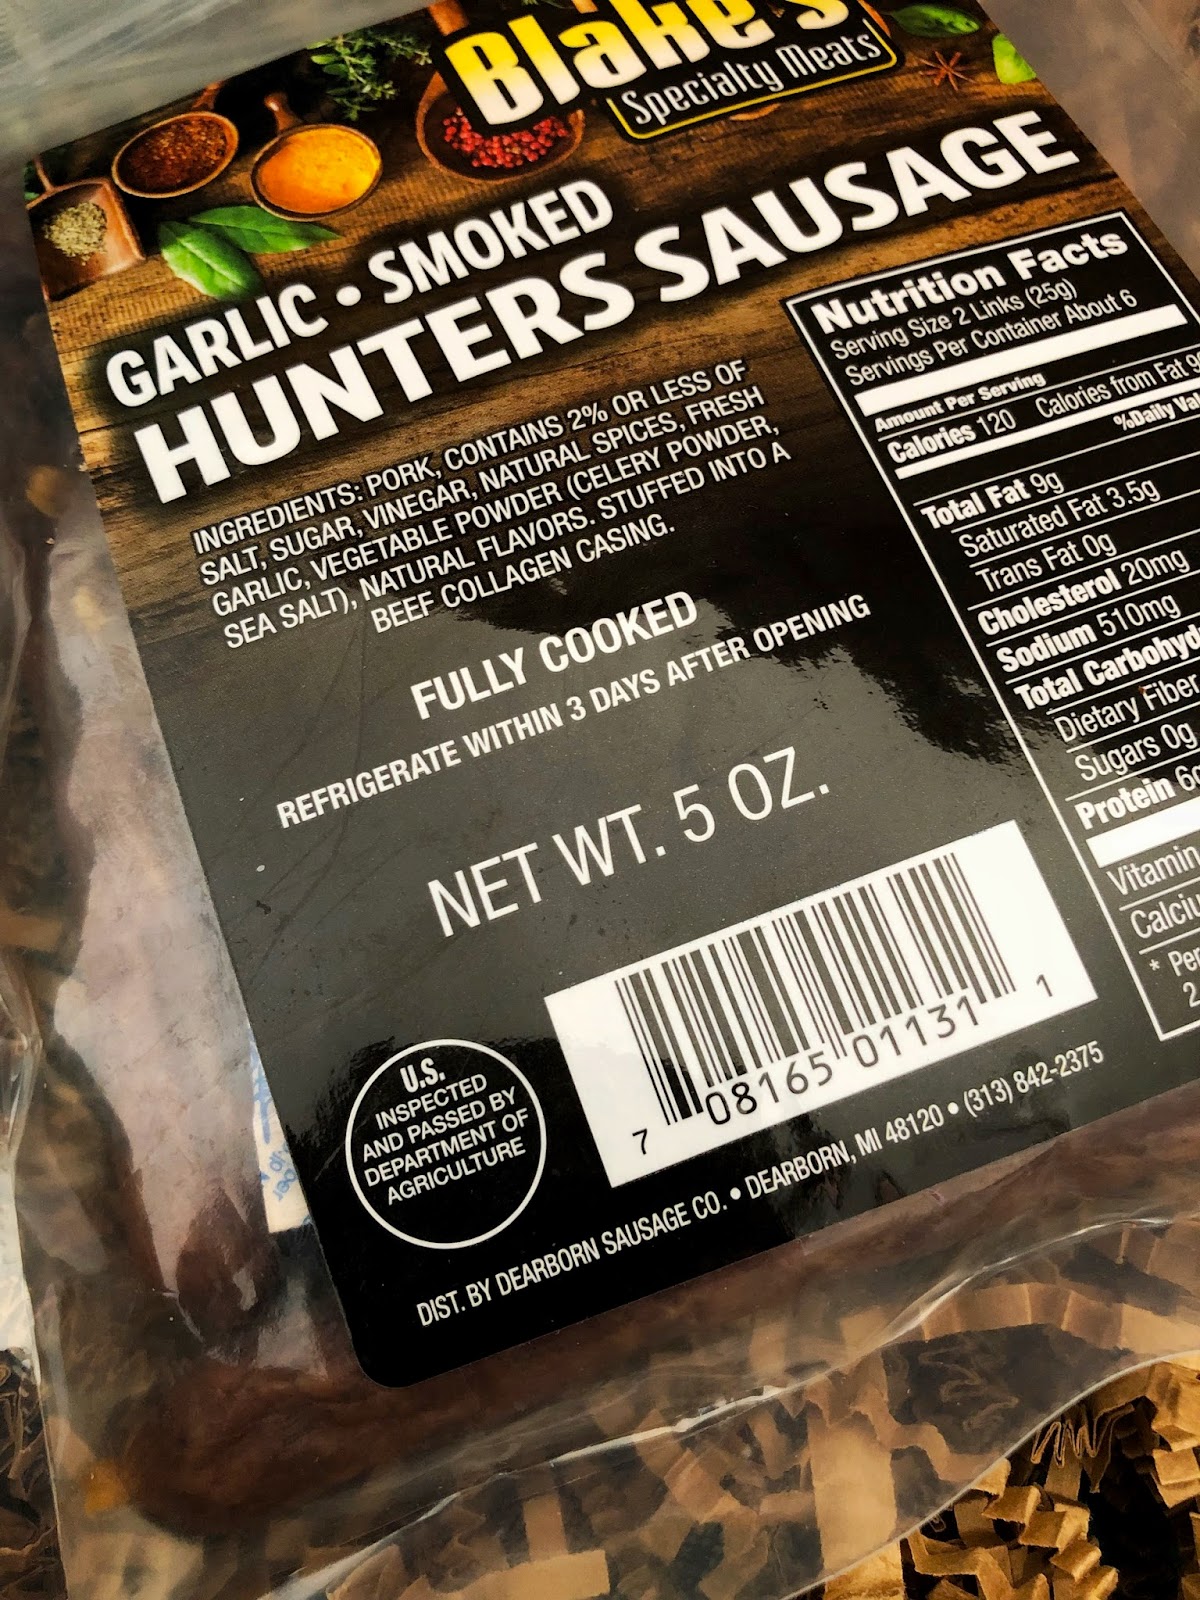 Blake's
Specialty Meats
GARLIC • SMOKED
HUNTERS SAUSAGE
INGREDIENTS: PORK, CONTAINS 2% OR LESS OF
SALT, SUGAR, VINEGAR, NATURAL SPICES, FRESH
GARLIC, VEGETABLE POWDER (CELERY POWDER,
SEA SALT), NATURAL FLAVORS. STUFFED INTO A
BEEF COLLAGEN CASING.
FULLY COOKED
REFRIGERATE WITHIN 3 DAYS AFTER OPENING
NET WT. 5 OZ.
Nutrition Facts
Serving Size 2 Links (25g)
Servings Per Container About 6
Amount Per Serving
Calories 120 Calories from Fat
%Daily
Total Fat 9g
Saturated Fat 3.5g
Trans Fat 0g
Cholesterol 20mg
Sodium 510mg
Total
Dietary Fiber
Sugars 0g
Protein
Vitamin
*
7 08165 01131 1
U.S.
INSPECTED
AND PASSED BY
DEPARTMENT OF
AGRICULTURE
DIST. BY DEARBORN SAUSAGE CO. • DEARBORN, MI 48120 • (313) 842-2375